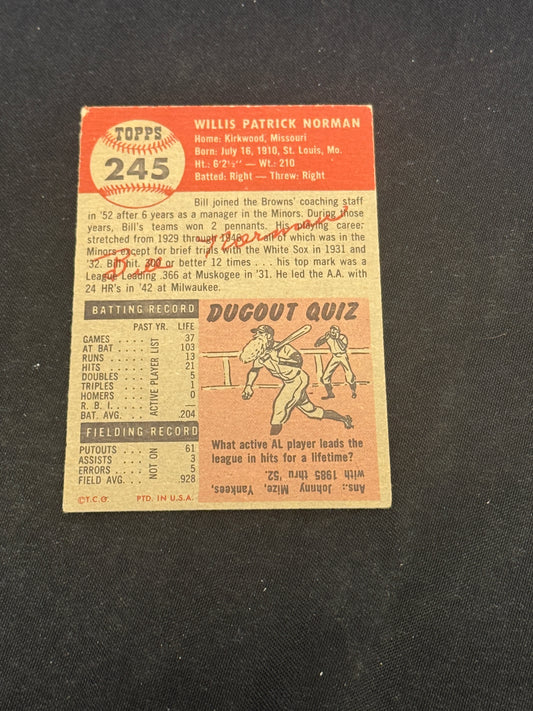 TOPPS
245
WILLIS PATRICK NORMAN
Home: Kirkwood, Missouri
Born: July 16, 1910, St. Louis, Mo.
Ht.: 6'2½" — Wt.: 210
Batted: Right — Threw: Right
Bill joined the Browns' coaching staff
in '52 after 6 years as a manager in the Minors. During those
years, Bill's teams won 2 pennants. His playing career
stretched from 1929 through 1946, all of which was in the
Minors except for brief trials with the White Sox in 1931 and
'32. Bill hit .300 or better 12 times . . . his top mark was a
League Leading .366 at Muskogee in '31. He led the A.A. with
24 HR's in '42 at Milwaukee.
Bill Norman
BATTING RECORD
PAST YR. LIFE
GAMES 37
AT BAT 103
RUNS 13
HITS 21
DOUBLES 5
TRIPLES 1
HOMERS 0
R. B. I. —
BAT. AVG. .204
NOT ON ACTIVE PLAYER LIST
FIELDING RECORD
PUTOUTS 61
ASSISTS 3
ERRORS 5
FIELD AVG. .928
©T.C.G. PTD. IN U.S.A.
DUGOUT QUIZ
What active AL player leads the
league in hits for a lifetime?
Ans.: Johnny Mize, Yankees,
with 1985 thru '52.